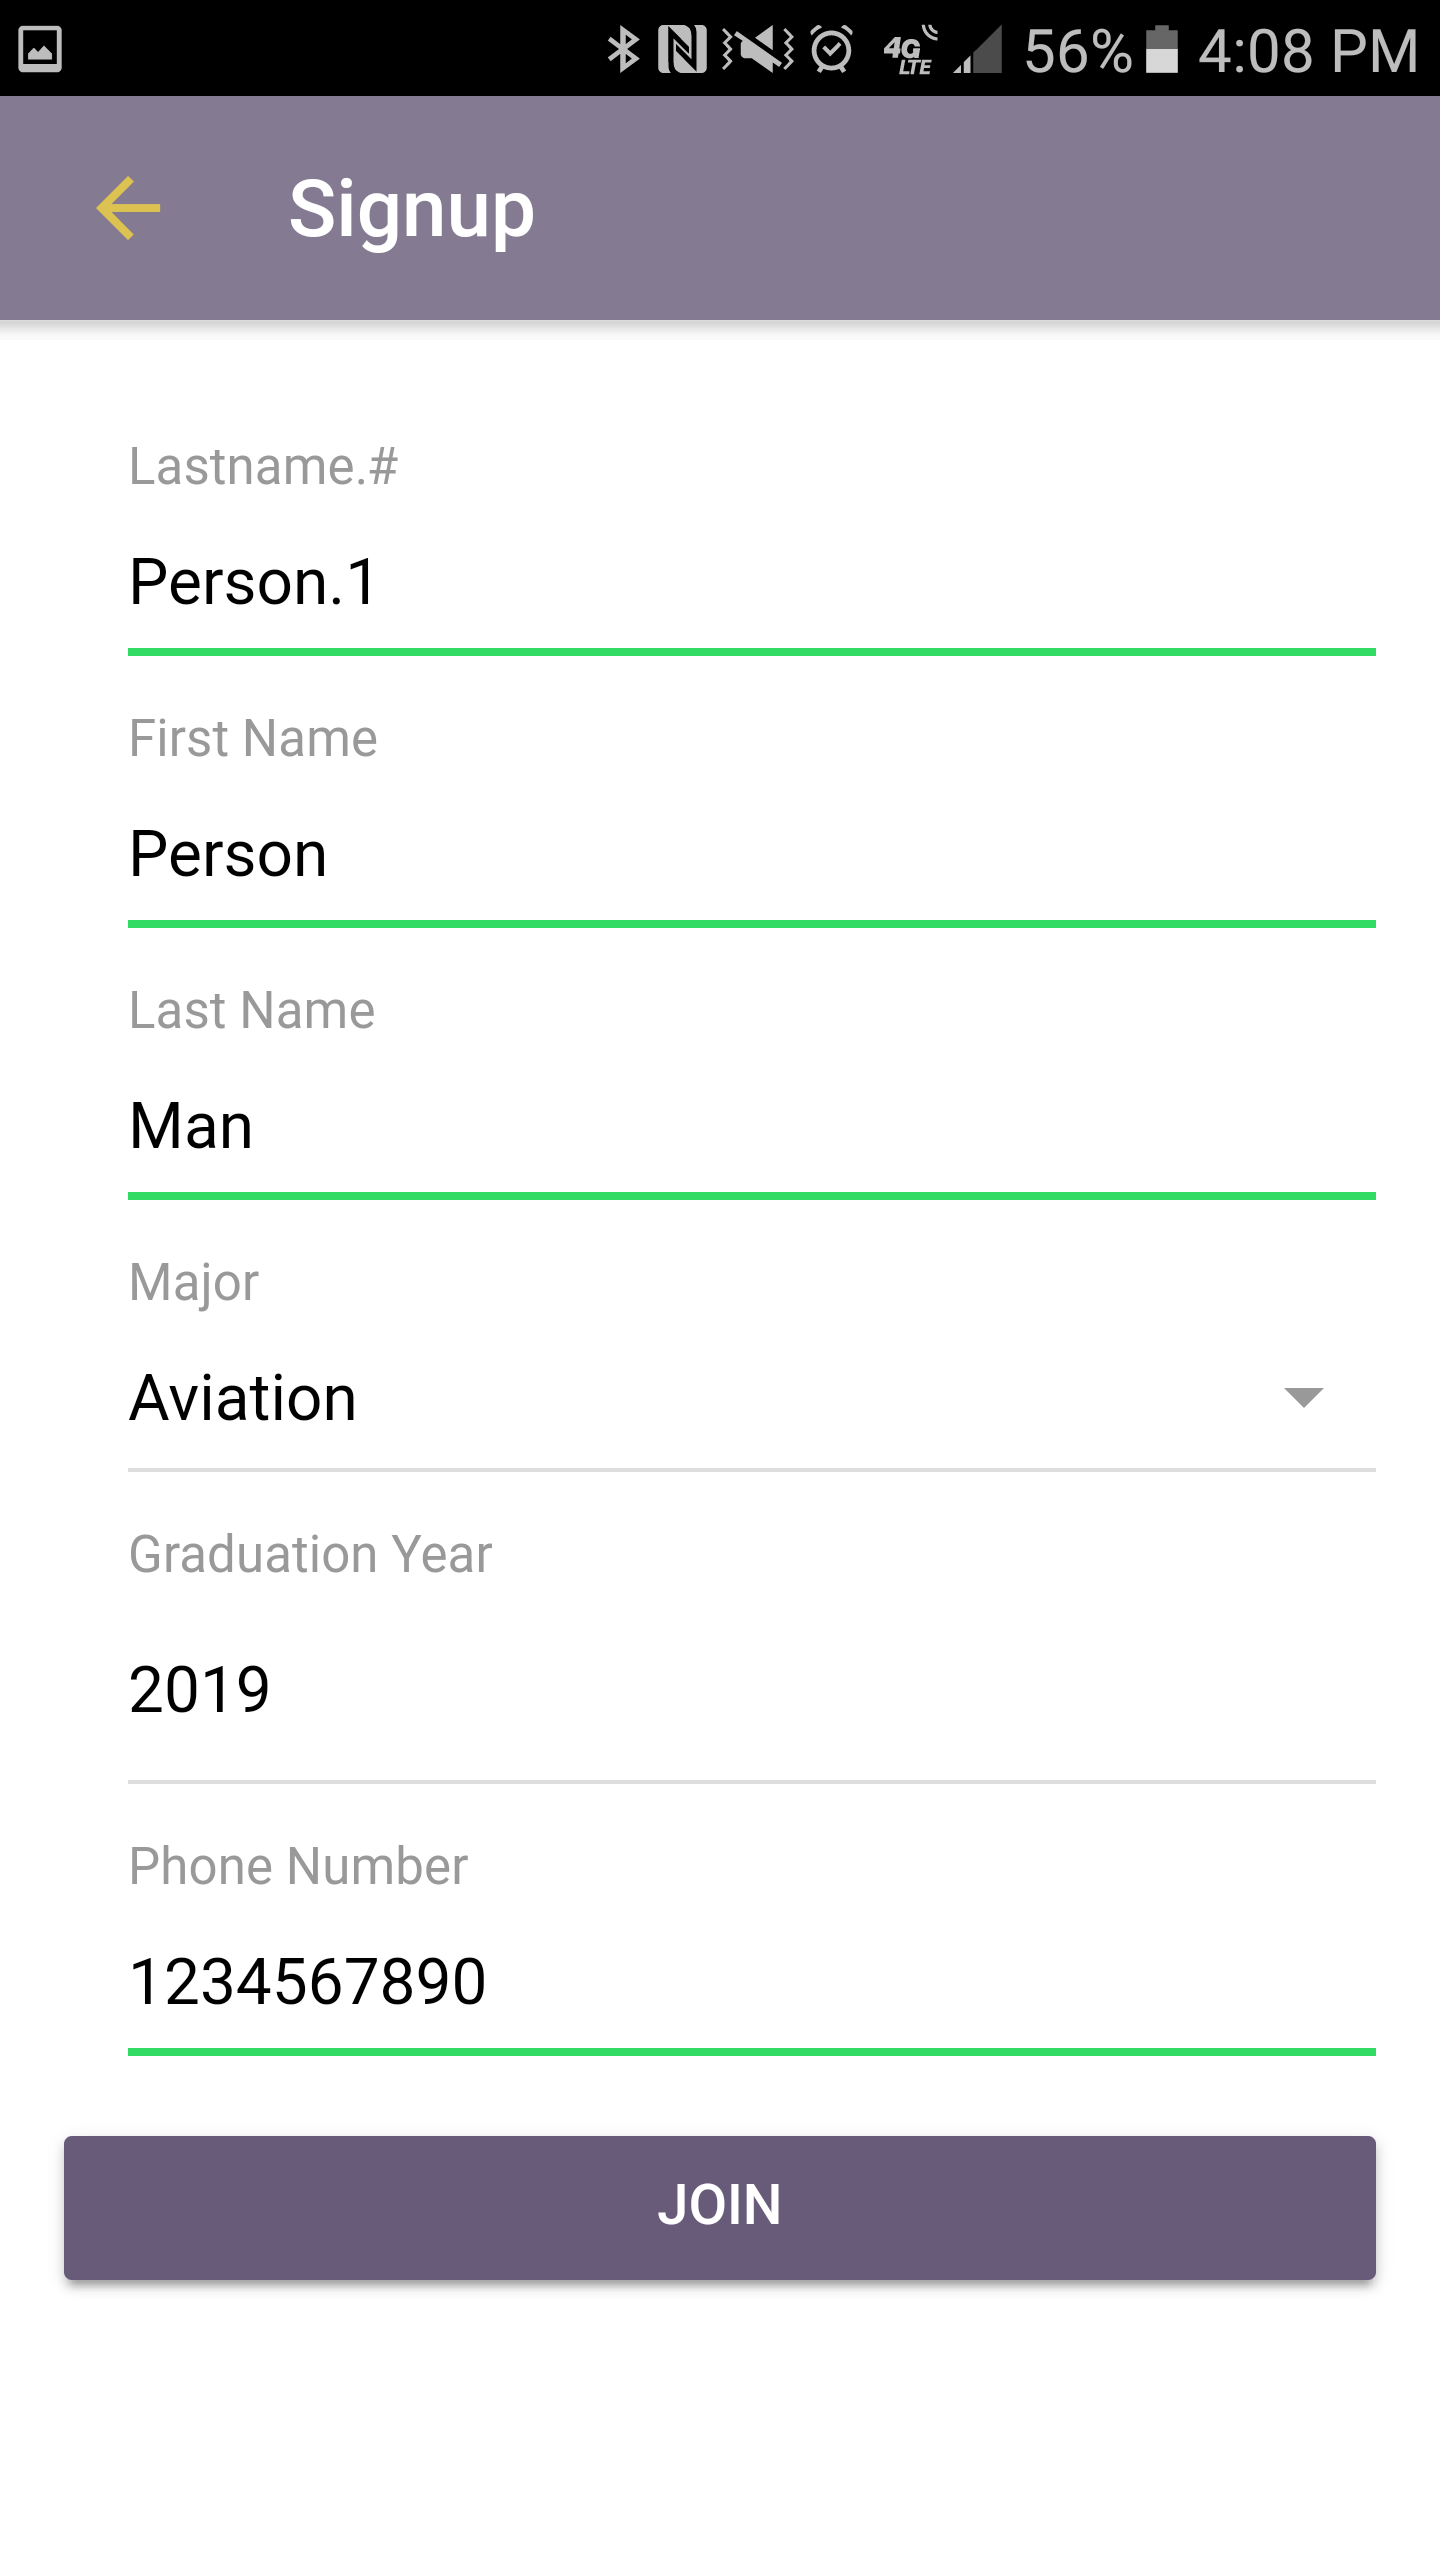 4G LTE 56% 4:08 PM
Signup
Lastname.#
Person.1
First Name
Person
Last Name
Man
Major
Aviation
Graduation Year
2019
Phone Number
1234567890
JOIN